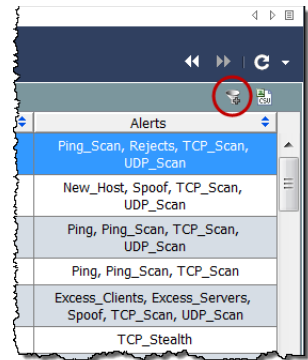 CSV
Alerts
Ping_Scan, Rejects, TCP_Scan,
UDP_Scan
New_Host, Spoof, TCP_Scan,
UDP_Scan
Ping, Ping_Scan, TCP_Scan,
UDP_Scan
Ping, Ping_Scan, TCP_Scan
Excess_Clients, Excess_Servers,
Spoof, TCP_Scan, UDP_Scan
TCP_Stealth